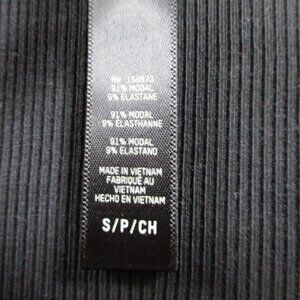 RN 158973
91% MODAL
9% ELASTANE
91% MODAL
9% ELASTHANNE
91% MODAL
9% ELASTANO
MADE IN VIETNAM
FABRIQUÉ AU
VIETNAM
HECHO EN VIETNAM
S/P/CH